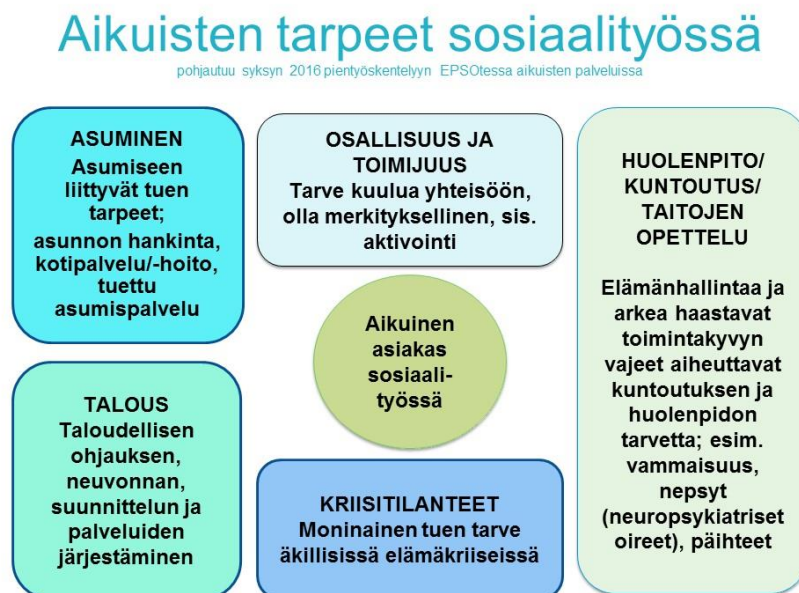 Aikuisten tarpeet sosiaalityössä
pohjautuu syksyn 2016 pientyöskentelyyn EPSOtessa aikuisten palveluissa
ASUMINEN
Asumiseen
liittyvät tuen
tarpeet;
asunnon hankinta,
kotipalvelu/-hoito,
tuettu
asumispalvelu
OSALLISUUS JA
TOIMIJUUS
Tarve kuulua yhteisöön,
olla merkityksellinen, sis.
aktivointi
HUOLENPITO/
KUNTOUTUS/
TAITOJEN
OPETTELU
Elämänhallintaa ja
arkea haastavat
toimintakyvyn
vajeet aiheuttavat
kuntoutuksen ja
huolenpidon
tarvetta; esim.
vammaisuus,
nepsyt
(neuropsykiatriset
oireet), päihteet
Aikuinen
asiakas
sosiaali-
työssä
TALOUS
Taloudellisen
ohjauksen,
neuvonnan,
suunnittelun ja
palveluiden
järjestäminen
KRIISITILANTEET
Moninainen tuen tarve
äkillisissä elämäkriiseissä